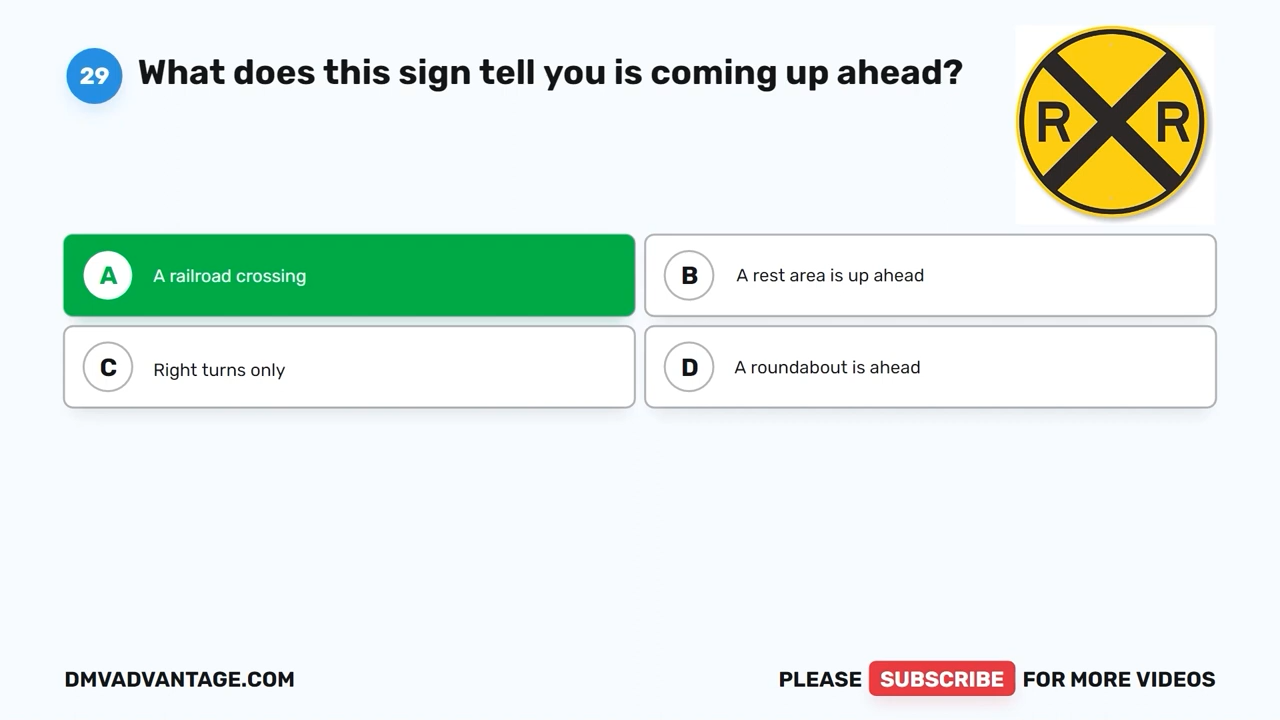 29 What does this sign tell you is coming up ahead?
R R
A A railroad crossing
B A rest area is up ahead
C Right turns only
D A roundabout is ahead
DMVADVANTAGE.COM
PLEASE SUBSCRIBE FOR MORE VIDEOS